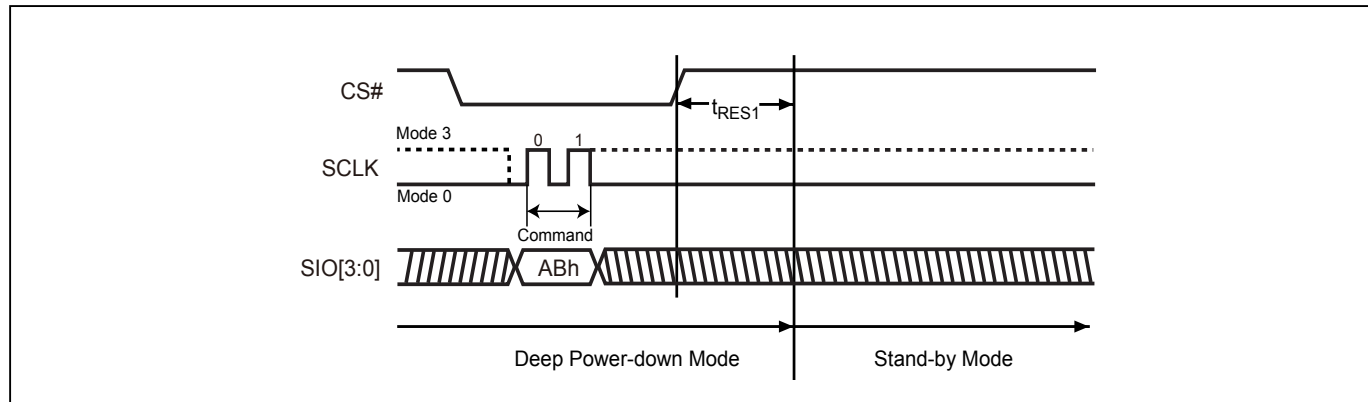 CS#
tRES1
Mode 3
0 1
SCLK
Mode 0
Command
SIO[3:0]
ABh
Deep Power-down Mode
Stand-by Mode